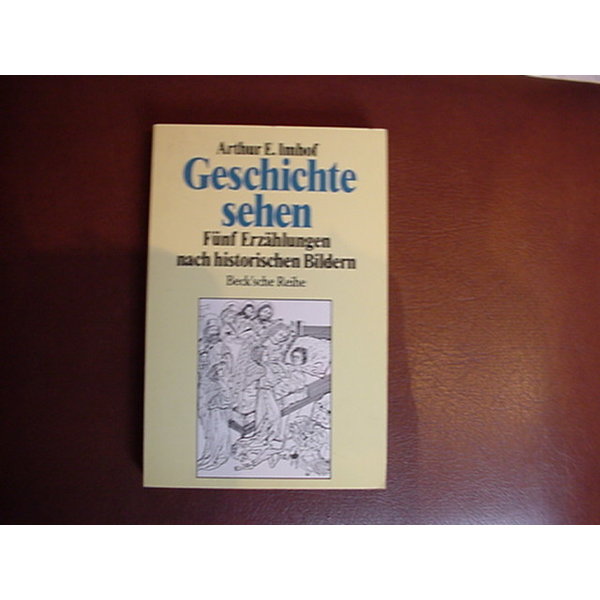 Arthur E. Imhof
Geschichte
sehen
Fünf Erzählungen
nach historischen Bildern
Beck'sche Reihe